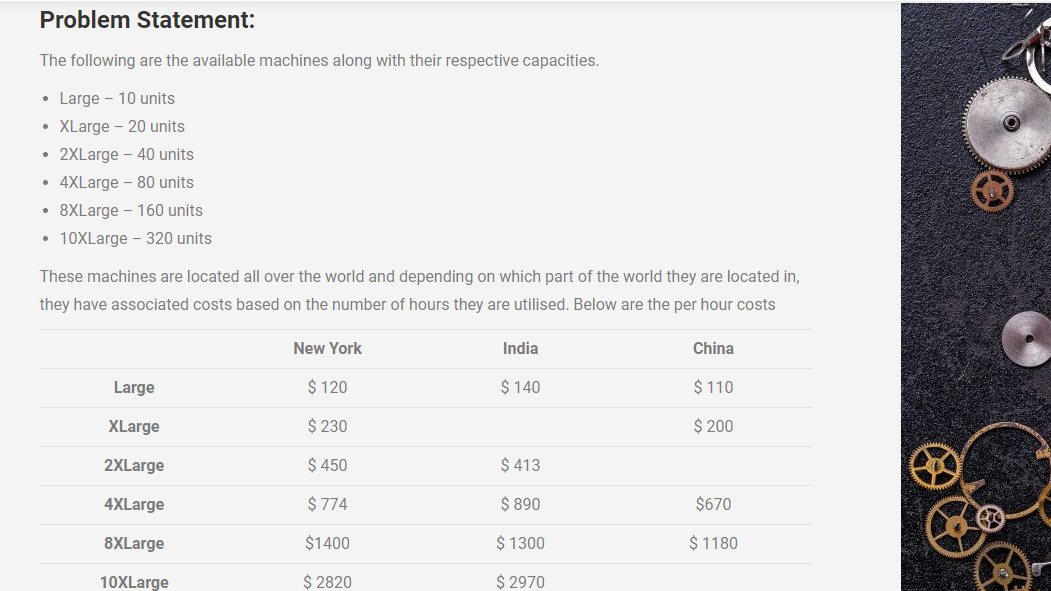 Problem Statement:
The following are the available machines along with their respective capacities.
• Large – 10 units
• XLarge – 20 units
• 2XLarge – 40 units
• 4XLarge – 80 units
• 8XLarge – 160 units
• 10XLarge – 320 units
These machines are located all over the world and depending on which part of the world they are located in,
they have associated costs based on the number of hours they are utilised. Below are the per hour costs
New York India China
Large $ 120 $ 140 $ 110
XLarge $ 230 $ 200
2XLarge $ 450 $ 413
4XLarge $ 774 $ 890 $670
8XLarge $1400 $ 1300 $ 1180
10XLarge $ 2820 $ 2970